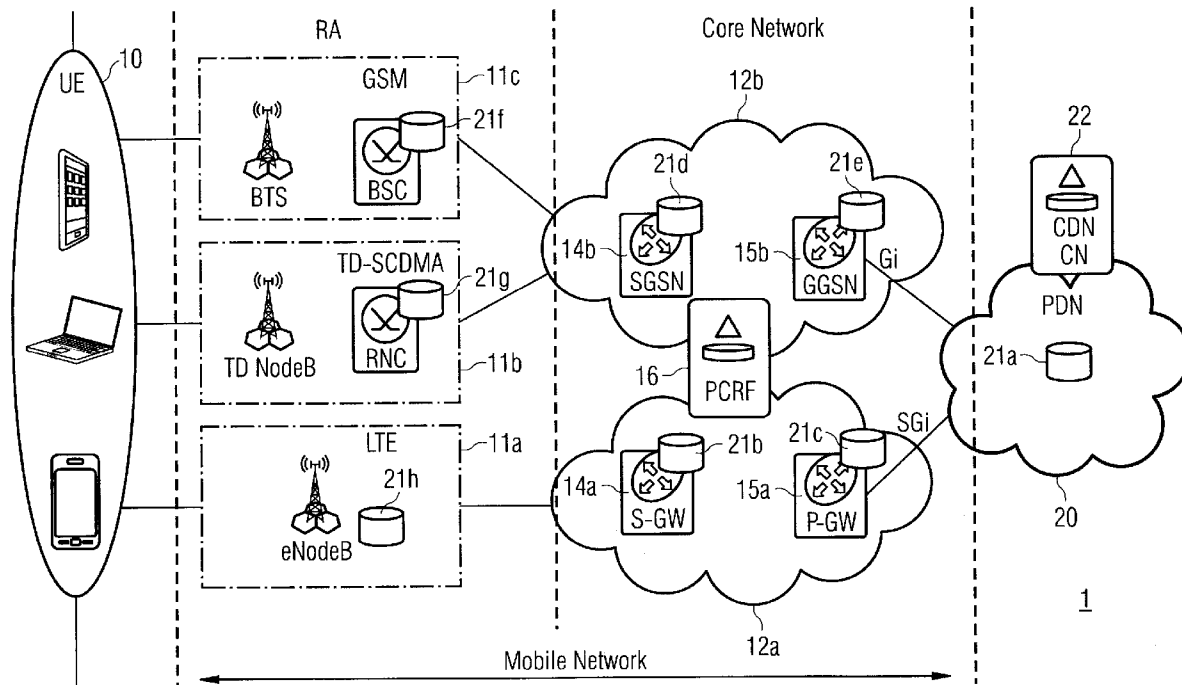 RA
Core Network
10
UE
GSM
11c
21f
BTS
BSC
12b
21d
21e
14b
SGSN
15b
GGSN
Gi
22
CDN
CN
PDN
21a
TD-SCDMA
21g
TD NodeB
RNC
11b
16
PCRF
LTE
11a
21h
eNodeB
21b
21c
SGi
14a
S-GW
15a
P-GW
20
12a
1
Mobile Network